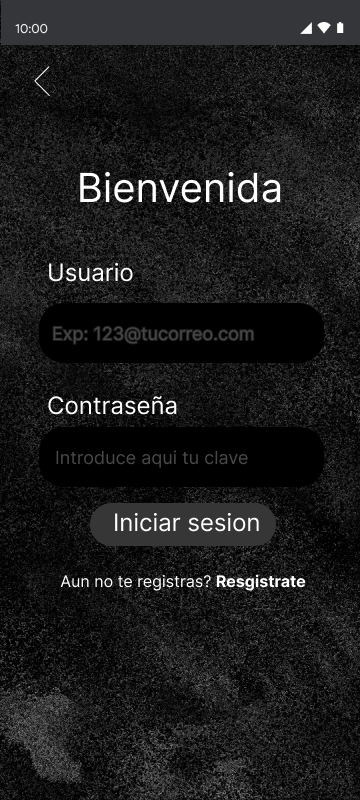 10:00
Bienvenida
Usuario
Exp: 123@tucorreo.com
Contraseña
Introduce aqui tu clave
Iniciar sesion
Aun no te registras? Resgistrate